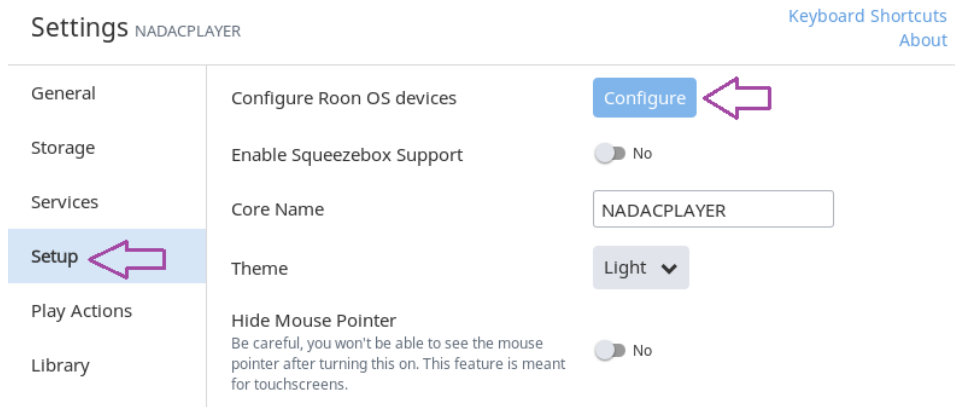 Settings NADACPLAYER
Keyboard Shortcuts
About
General
Storage
Services
Setup
Play Actions
Library
Configure Roon OS devices
Configure
Enable Squeezebox Support
No
Core Name
NADACPLAYER
Theme
Light
Hide Mouse Pointer
Be careful, you won't be able to see the mouse
pointer after turning this on. This feature is meant
for touchscreens.
No